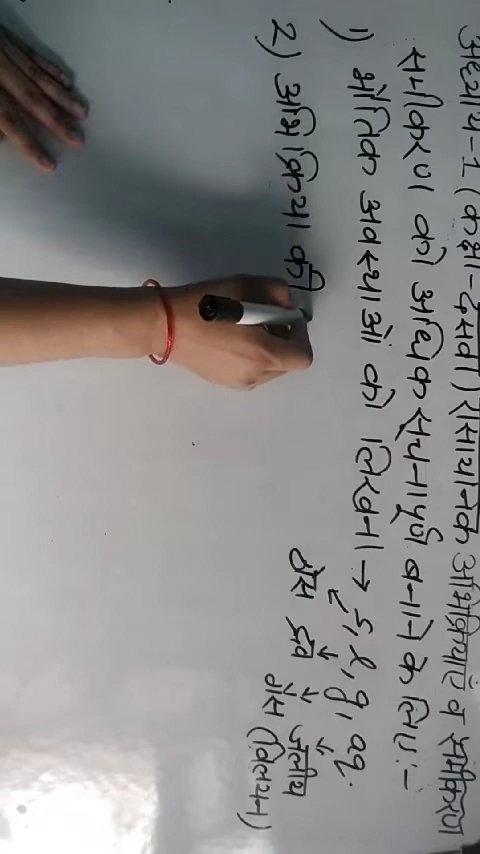 अध्याय-1 (कक्षा-दसवीं) रासायनिक अभिक्रियाएँ व समीकरण
समीकरण को अधिक सूचनापूर्ण बनाने के लिए :-
1) भौतिक अवस्थाओं को लिखना → s, l, g, aq.
ठोस द्रव गैस जलीय (विलयन)
2) अभिक्रिया की